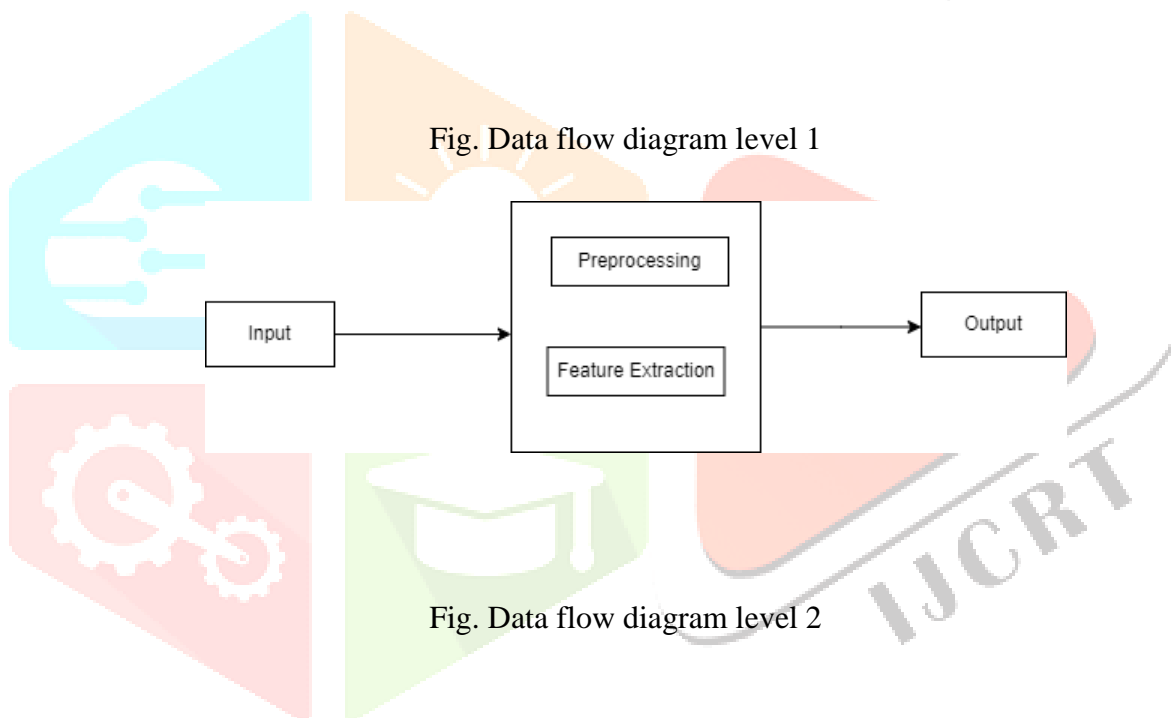 Fig. Data flow diagram level 1
Preprocessing
Input
Output
Feature Extraction
IJCRT
Fig. Data flow diagram level 2